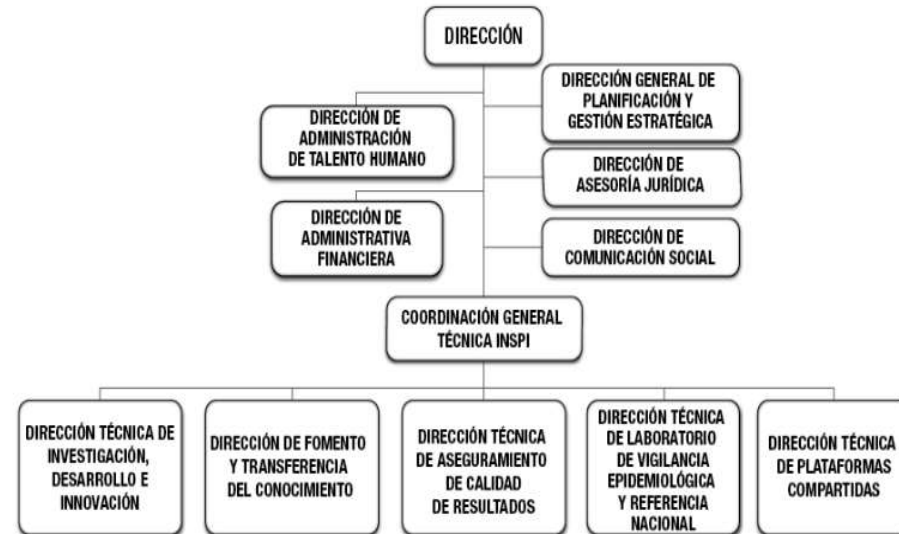 DIRECCIÓN
DIRECCIÓN GENERAL DE
PLANIFICACIÓN Y
GESTIÓN ESTRATÉGICA
DIRECCIÓN DE
ADMINISTRACIÓN
DE TALENTO HUMANO
DIRECCIÓN DE
ASESORÍA JURÍDICA
DIRECCIÓN DE
ADMINISTRATIVA
FINANCIERA
DIRECCIÓN DE
COMUNICACIÓN SOCIAL
COORDINACIÓN GENERAL
TÉCNICA INSPI
DIRECCIÓN TÉCNICA DE
INVESTIGACIÓN,
DESARROLLO E
INNOVACIÓN
DIRECCIÓN DE FOMENTO
Y TRANSFERENCIA
DEL CONOCIMIENTO
DIRECCIÓN TÉCNICA
DE ASEGURAMIENTO
DE CALIDAD
DE RESULTADOS
DIRECCIÓN TÉCNICA
DE LABORATORIO
DE VIGILANCIA
EPIDEMIOLÓGICA
Y REFERENCIA
NACIONAL
DIRECCIÓN TÉCNICA
DE PLATAFORMAS
COMPARTIDAS